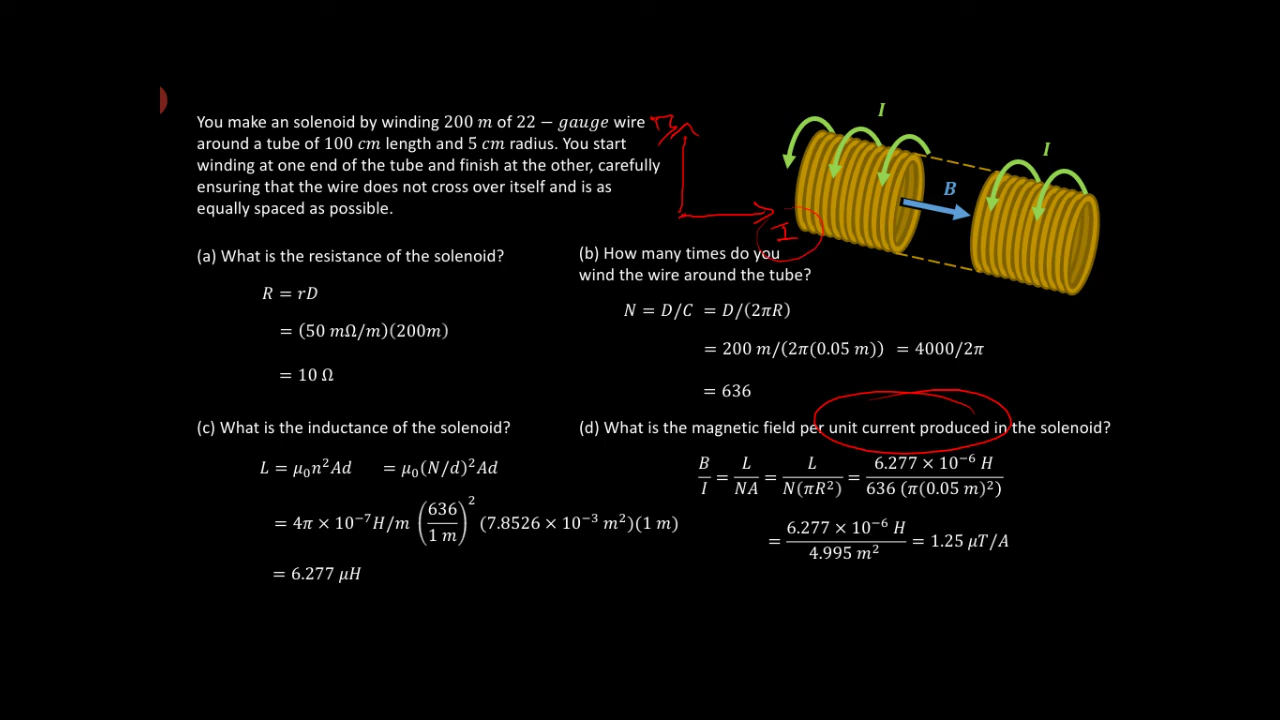 You make an solenoid by winding 200 m of 22 − gauge wire
around a tube of 100 cm length and 5 cm radius. You start
winding at one end of the tube and finish at the other, carefully
ensuring that the wire does not cross over itself and is as
equally spaced as possible.
B
I
I
I
B
(a) What is the resistance of the solenoid?
R = rD
= (50 mΩ/m)(200m)
= 10 Ω
(b) How many times do you
wind the wire around the tube?
N = D/C = D/(2πR)
= 200 m/(2π(0.05 m)) = 4000/2π
= 636
(c) What is the inductance of the solenoid?
L = μ₀n²Ad = μ₀(N/d)²Ad
= 4π × 10⁻⁷H/m (636/1 m)² (7.8526 × 10⁻³ m²)(1 m)
= 6.277 μH
(d) What is the magnetic field per unit current produced in the solenoid?
B/I = L/NA = L/N(πR²) = 6.277 × 10⁻⁶ H/636 (π(0.05 m)²)
= 6.277 × 10⁻⁶ H/4.995 m² = 1.25 μT/A